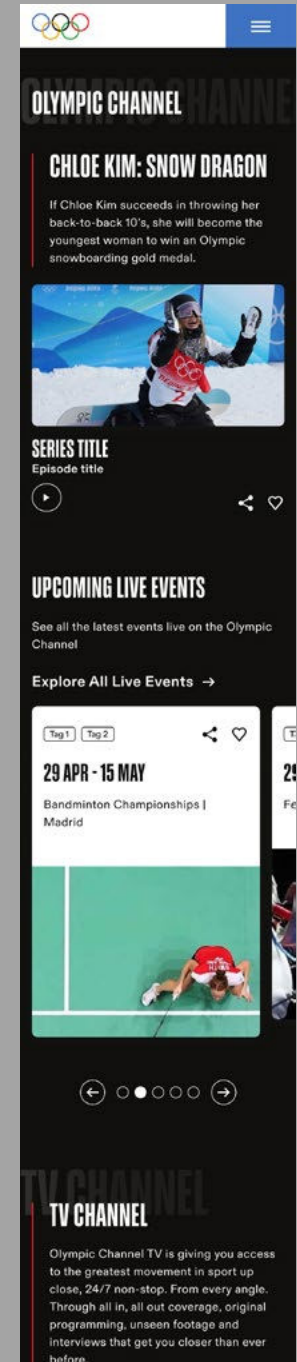 OLYMPIC CHANNEL
CHLOE KIM: SNOW DRAGON
If Chloe Kim succeeds in throwing her
back-to-back 10's, she will become the
youngest woman to win an Olympic
snowboarding gold medal.
SERIES TITLE
Episode title
UPCOMING LIVE EVENTS
See all the latest events live on the Olympic
Channel
Explore All Live Events →
Tag 1 Tag 2
29 APR - 15 MAY
Bandminton Championships |
Madrid
TV CHANNEL
TV CHANNEL
Olympic Channel TV is giving you access
to the greatest movement in sport up
close, 24/7 non-stop. From every angle.
Through all in, all out coverage, original
programming, unseen footage and
interviews that get you closer than ever
before